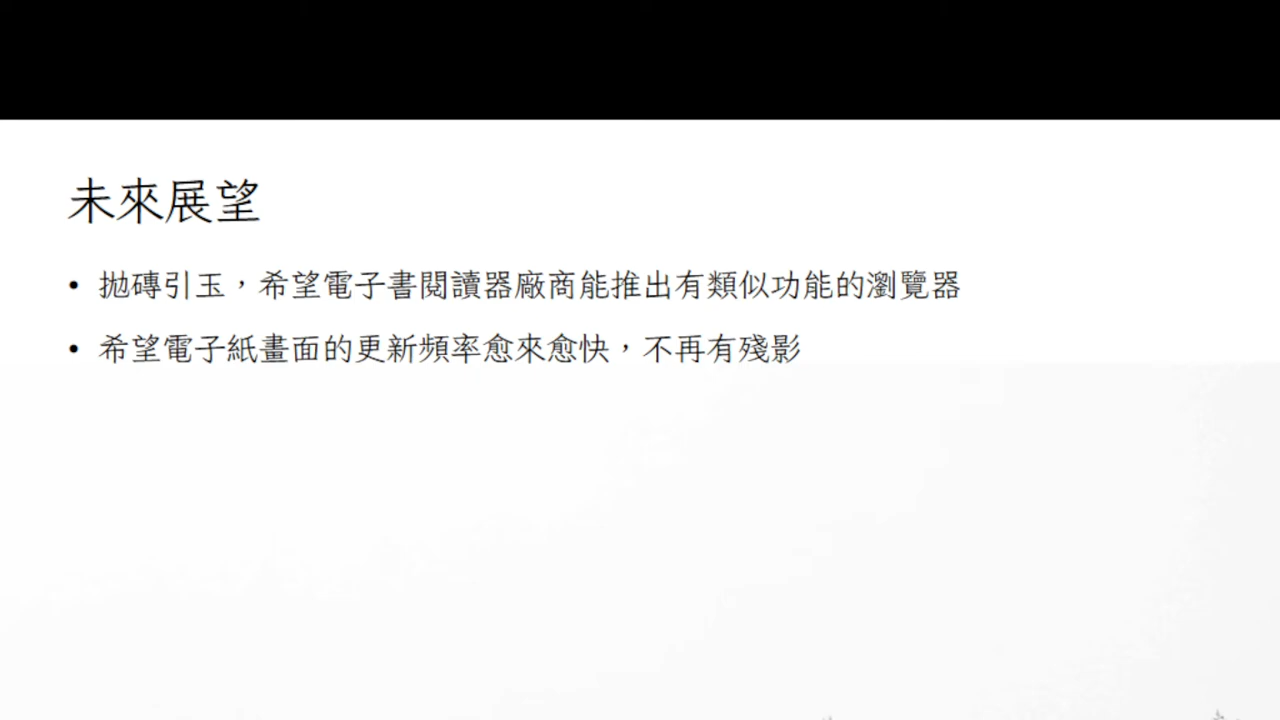 未來展望
• 拋磚引玉，希望電子書閱讀器廠商能推出有類似功能的瀏覽器
• 希望電子紙畫面的更新頻率愈來愈快，不再有殘影